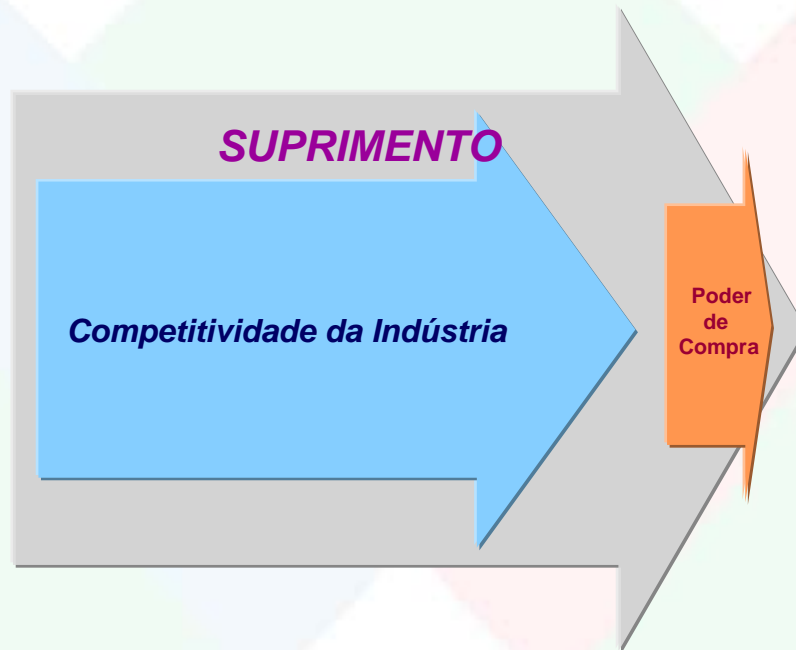 SUPRIMENTO
Competitividade da Indústria
Poder
de
Compra